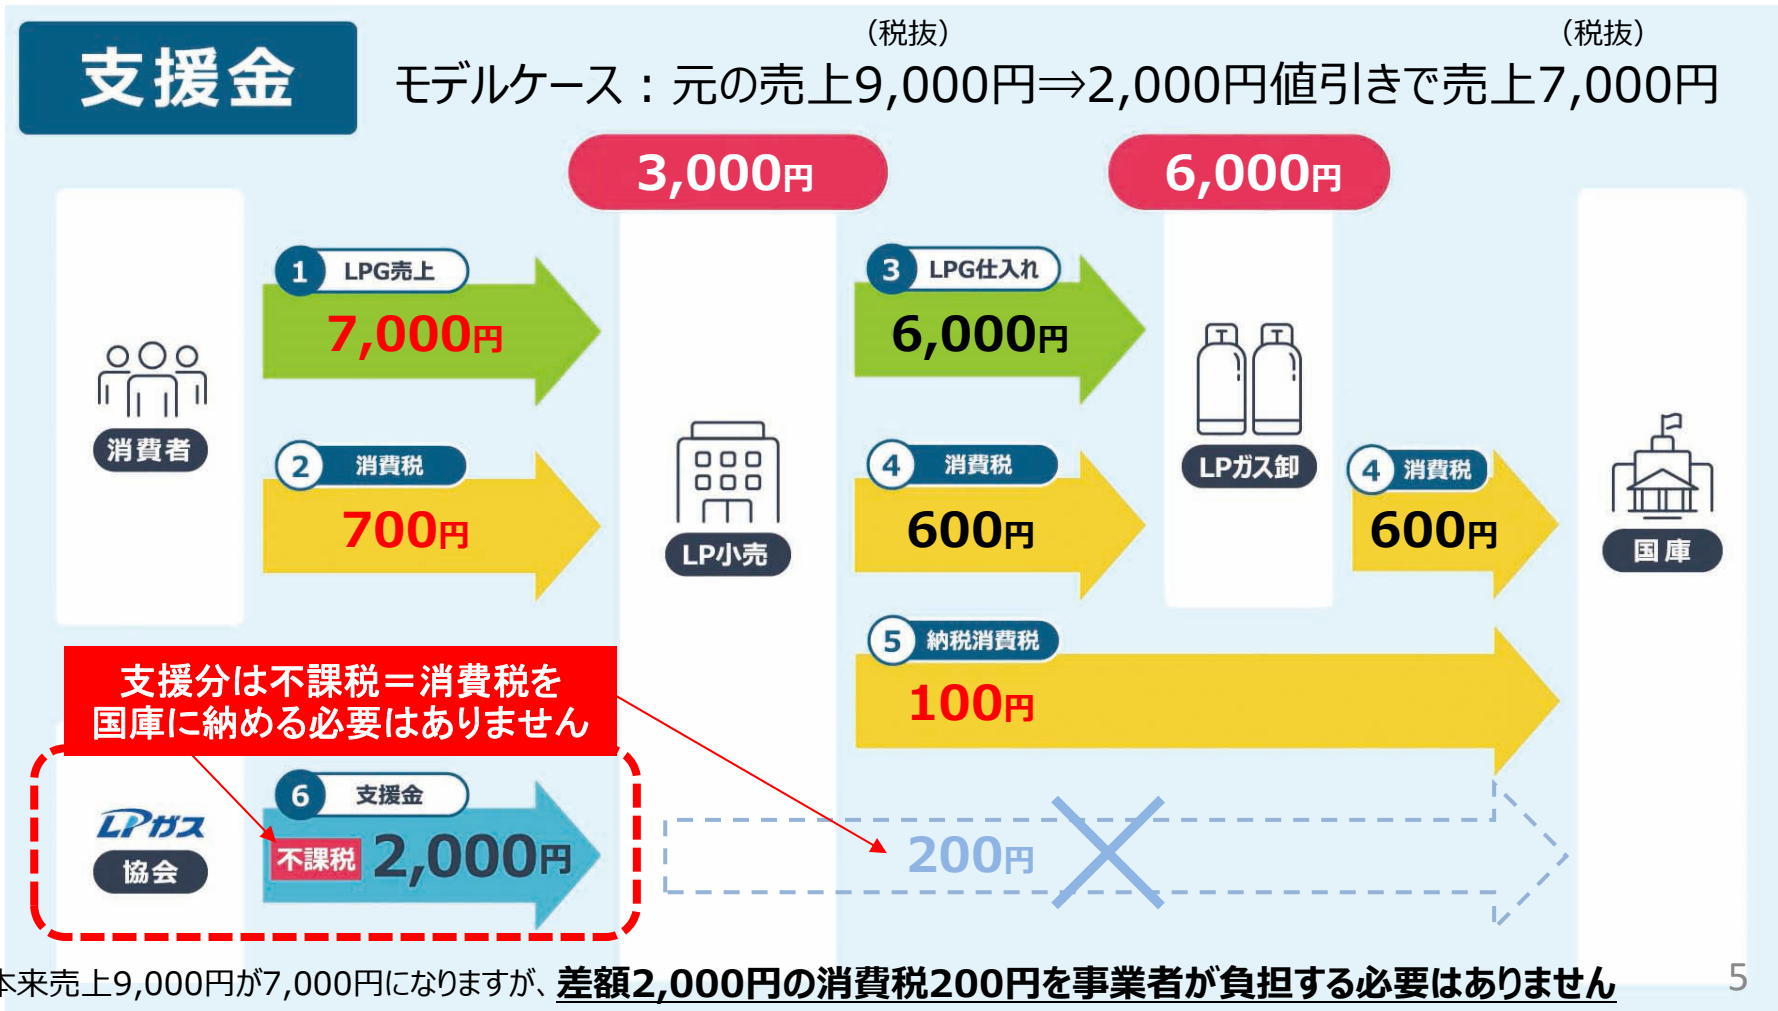 支援金
（税抜）
（税抜）
モデルケース：元の売上9,000円⇒2,000円値引きで売上7,000円
3,000円
6,000円
1 LPG売上
7,000円
3 LPG仕入れ
6,000円
消費者
2 消費税
700円
LP小売
4 消費税
600円
LPガス卸
4 消費税
600円
国庫
5 納税消費税
100円
支援分は不課税＝消費税を
国庫に納める必要はありません
LPガス
協会
6 支援金
不課税 2,000円
200円
本来売上9,000円が7,000円になりますが、差額2,000円の消費税200円を事業者が負担する必要はありません
5